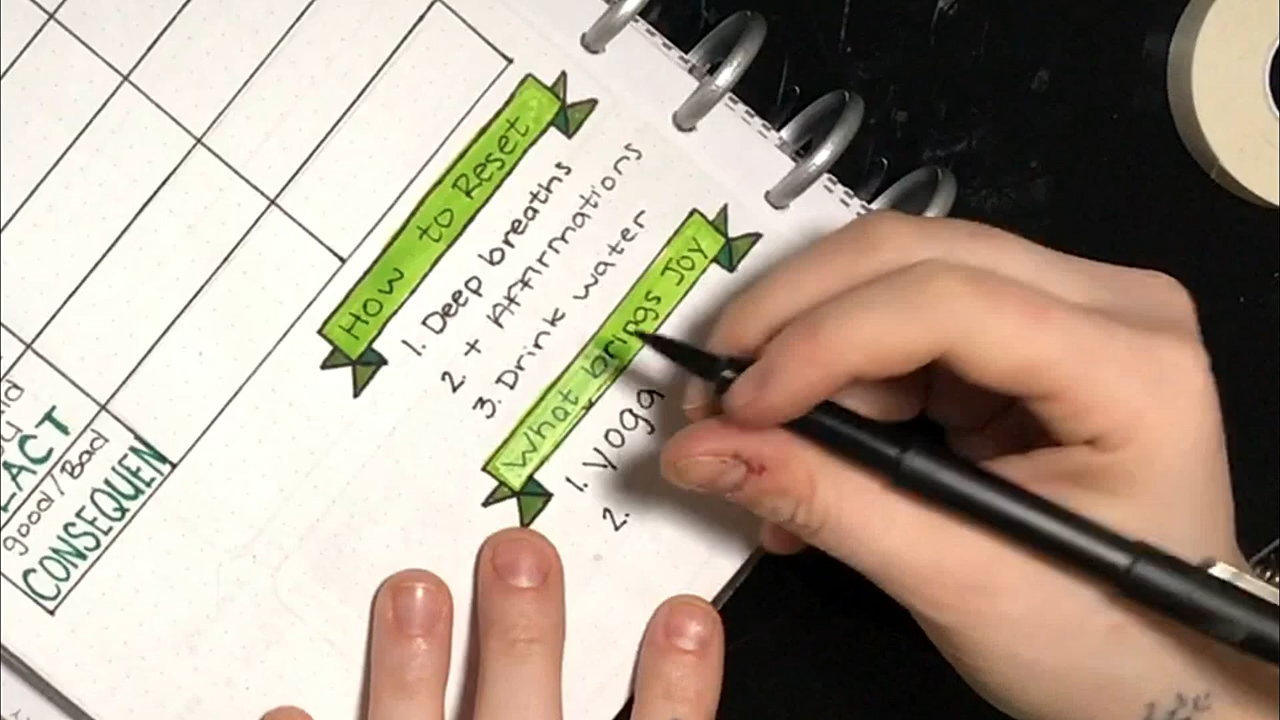 How to Reset
1. Deep breaths
2. + Affirmations
3. Drink water
What brings Joy
1. Yoga
2.
ACT
good/Bad
CONSEQUEN